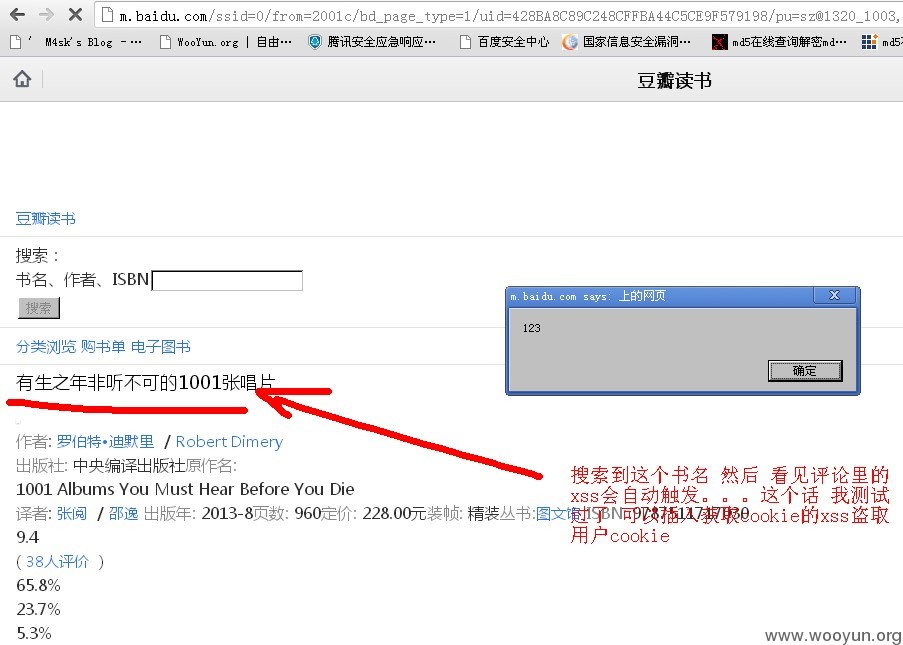 m.baidu.com/ssid=0/from=2001c/bd_page_type=1/uid=428BA8C89C248CFFBA44C5CE9F579198/pu=sz@1320_1003,
' M4sk's Blog -··· WooYun.org | 自由··· 腾讯安全应急响应··· 百度安全中心 国家信息安全漏洞··· md5在线查询解密md··· md5
豆瓣读书
豆瓣读书
搜索：
书名、作者、ISBN
搜索
m.baidu.com says: 上的网页
123
确定
分类浏览 购书单 电子图书
有生之年非听不可的1001张唱片
作者: 罗伯特•迪默里 / Robert Dimery
出版社: 中央编译出版社原作名:
1001 Albums You Must Hear Before You Die
译者: 张阅 / 邵逸 出版年: 2013-8页数: 960定价: 228.00元装帧: 精装丛书:图文馆ISBN:
9.4
( 38人评价 )
65.8%
23.7%
5.3%
搜索到这个书名 然后 看见评论里的
xss会自动触发。。。这个话 我测试
过了 可以插入获取cookie的xss盗取
用户cookie
www.wooyun.org